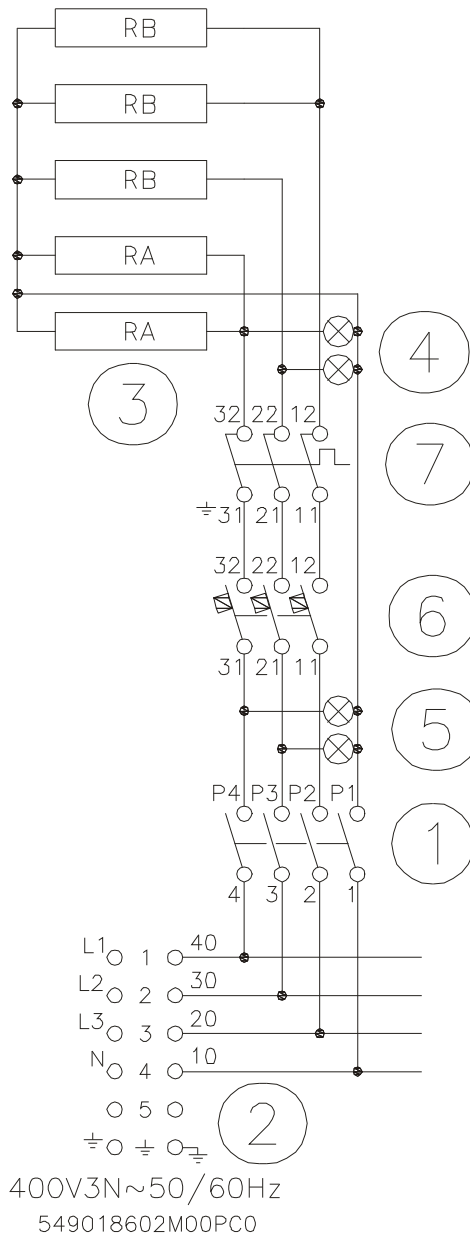 RB
RB
RB
RA
RA
4
3
32 22 12
7
31 21 11
32 22 12
6
31 21 11
5
P4 P3 P2 P1
1
4 3 2 1
L1 1 40
L2 2 30
L3 3 20
N 4 10
5
2
400V3N~50/60Hz
549018602M00PC0